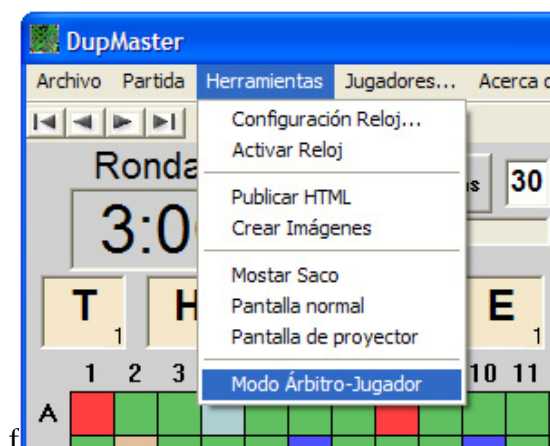 DupMaster
Archivo Partida Herramientas Jugadores... Acerca
Ronda
Configuración Reloj...
Activar Reloj
30
3:0
Publicar HTML
Crear Imágenes
Mostar Saco
Pantalla normal
Pantalla de proyector
T 1 H E 1
Modo Árbitro-Jugador
1 2 3 10 11
A
f